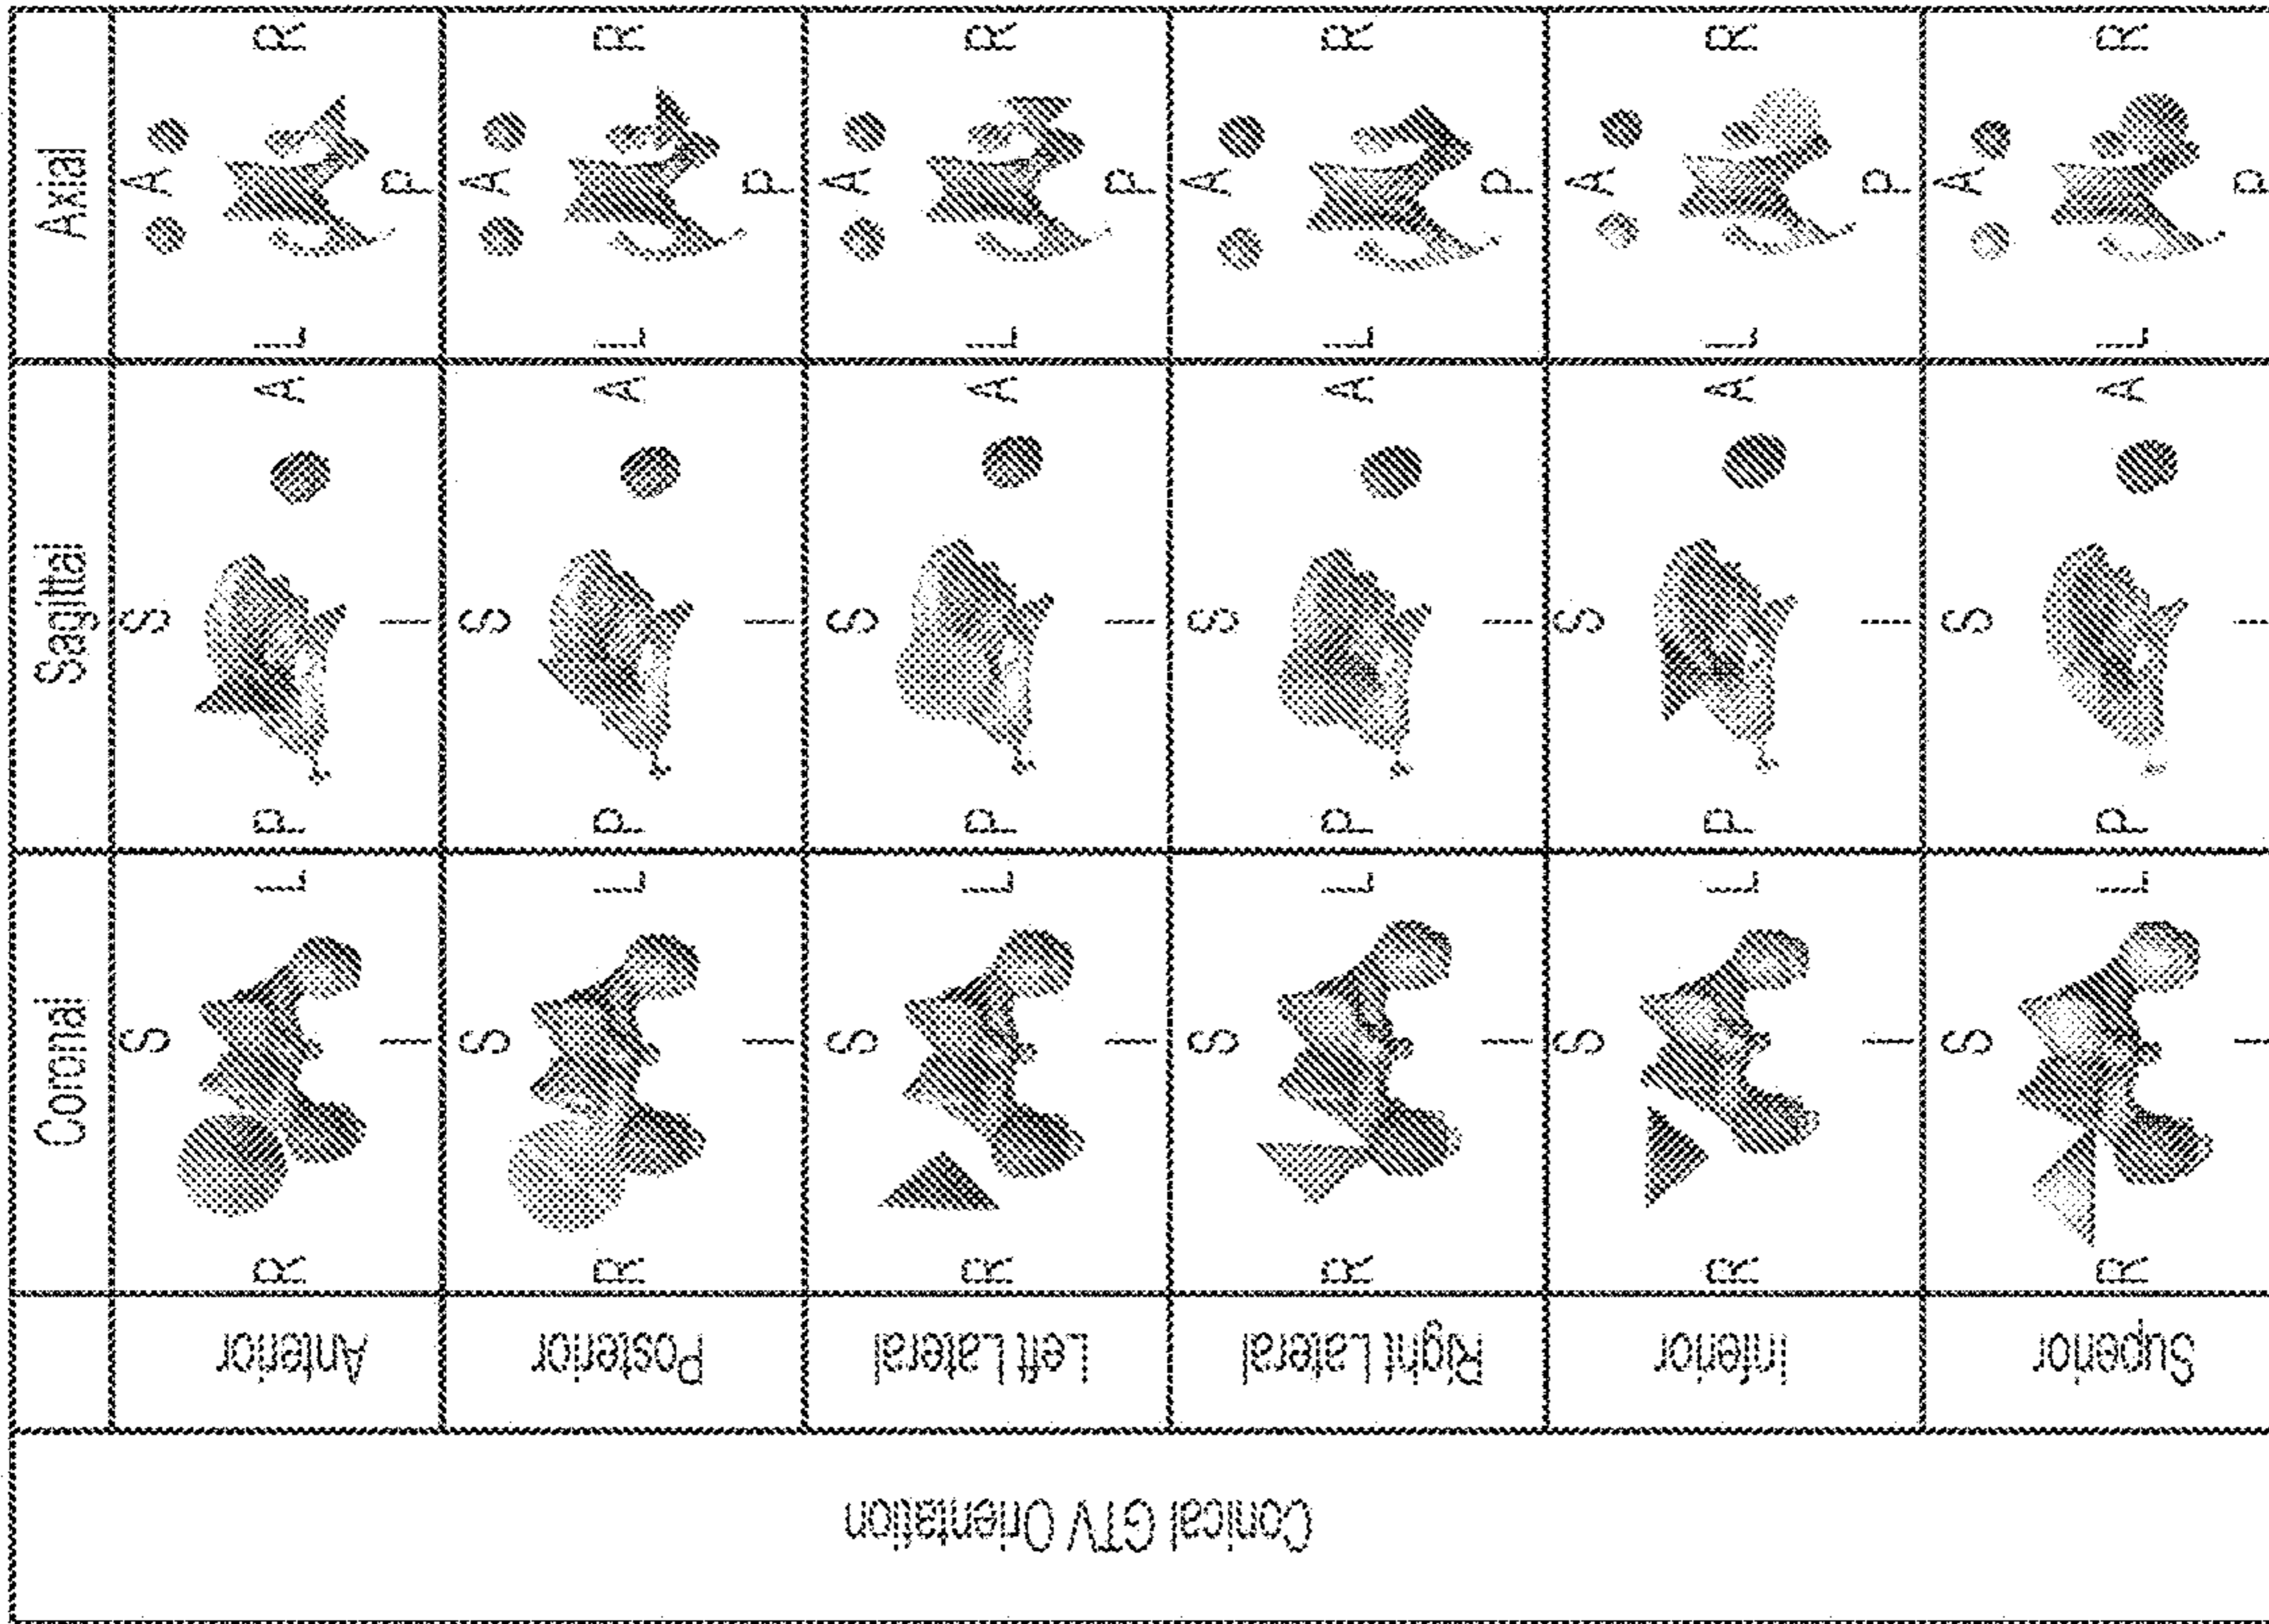 Coronal Sagittal Axial
Conical GTV Orientation
Anterior
S S A
R L P A L R
I I P
Posterior
S S A
R L P A L R
I I P
Left Lateral
S S A
R L P A L R
I I P
Right Lateral
S S A
R L P A L R
I I P
Inferior
S S A
R L P A L R
I I P
Superior
S S A
R L P A L R
I I P